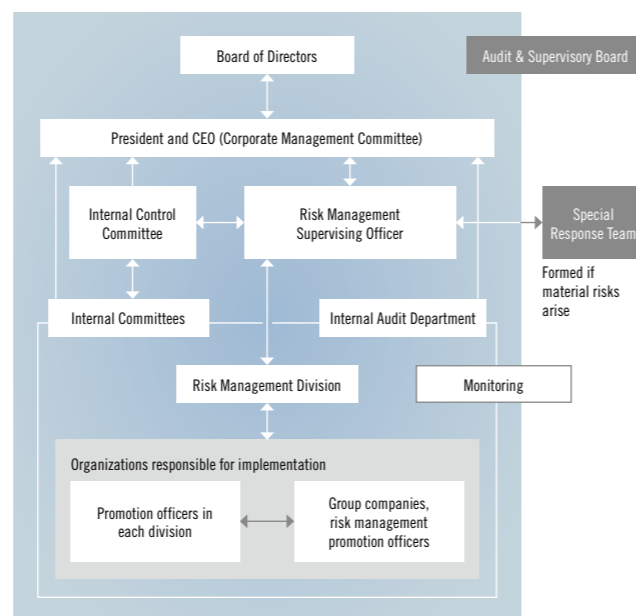 Board of Directors
Audit & Supervisory Board
President and CEO (Corporate Management Committee)
Internal Control
Committee
Risk Management
Supervising Officer
Special
Response Team
Formed if
material risks
arise
Internal Committees
Internal Audit Department
Risk Management Division
Monitoring
Organizations responsible for implementation
Promotion officers in
each division
Group companies,
risk management
promotion officers